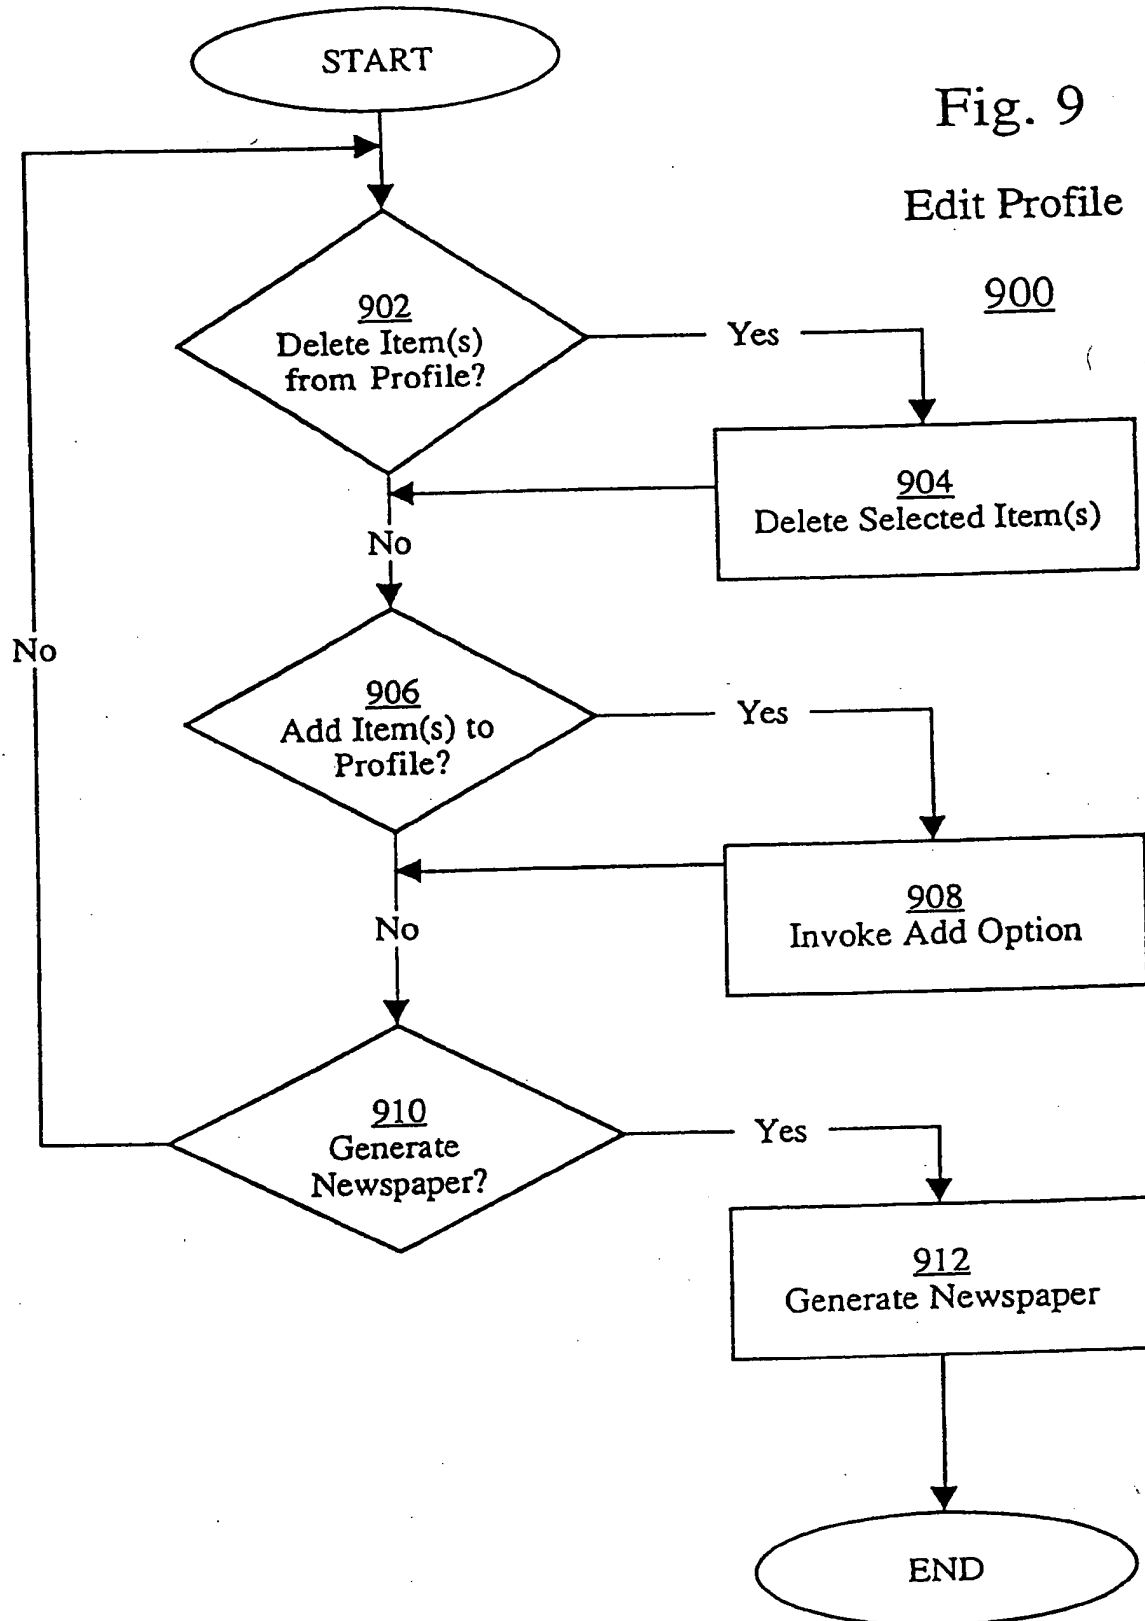 START
Fig. 9
Edit Profile
900
902
Delete Item(s)
from Profile?
Yes
904
Delete Selected Item(s)
No
906
Add Item(s) to
Profile?
Yes
908
Invoke Add Option
No
910
Generate
Newspaper?
Yes
No
912
Generate Newspaper
END